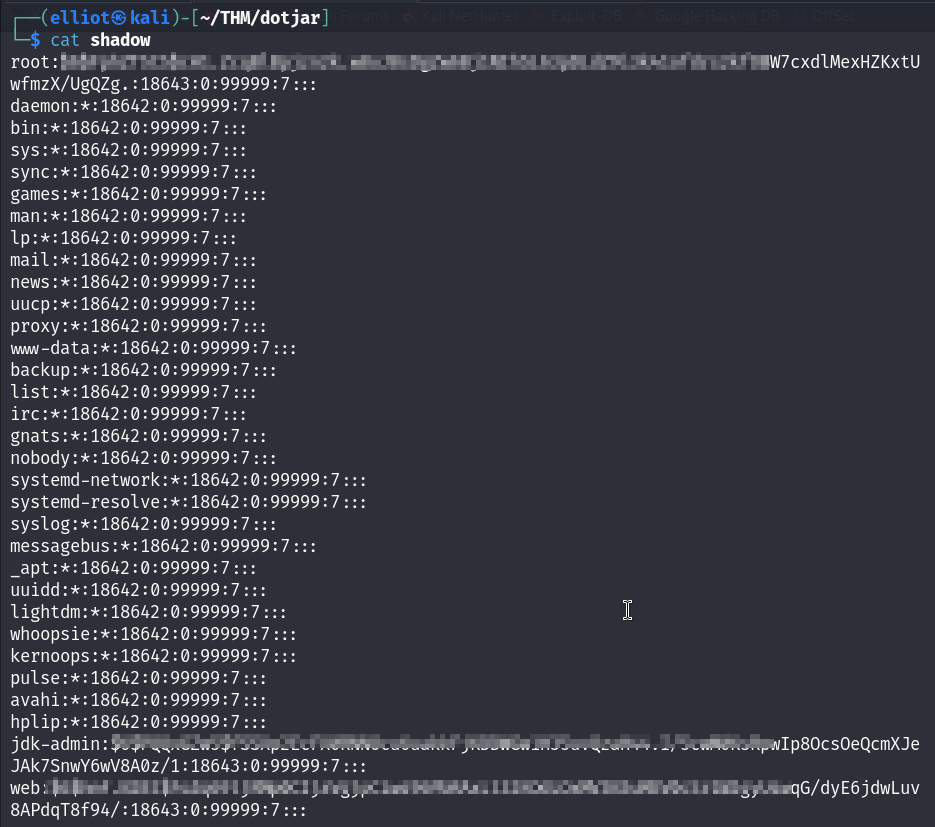 ┌──(elliot㉿kali)-[~/THM/dotjar]
└─$ cat shadow
root:W7cxdlMexHZKxtU
wfmzX/UgQZg.:18643:0:99999:7:::
daemon:*:18642:0:99999:7:::
bin:*:18642:0:99999:7:::
sys:*:18642:0:99999:7:::
sync:*:18642:0:99999:7:::
games:*:18642:0:99999:7:::
man:*:18642:0:99999:7:::
lp:*:18642:0:99999:7:::
mail:*:18642:0:99999:7:::
news:*:18642:0:99999:7:::
uucp:*:18642:0:99999:7:::
proxy:*:18642:0:99999:7:::
www-data:*:18642:0:99999:7:::
backup:*:18642:0:99999:7:::
list:*:18642:0:99999:7:::
irc:*:18642:0:99999:7:::
gnats:*:18642:0:99999:7:::
nobody:*:18642:0:99999:7:::
systemd-network:*:18642:0:99999:7:::
systemd-resolve:*:18642:0:99999:7:::
syslog:*:18642:0:99999:7:::
messagebus:*:18642:0:99999:7:::
_apt:*:18642:0:99999:7:::
uuidd:*:18642:0:99999:7:::
lightdm:*:18642:0:99999:7:::
whoopsie:*:18642:0:99999:7:::
kernoops:*:18642:0:99999:7:::
pulse:*:18642:0:99999:7:::
avahi:*:18642:0:99999:7:::
hplip:*:18642:0:99999:7:::
jdk-admin:wIp8OcsOeQcmXJe
JAk7SnwY6wV8A0z/1:18643:0:99999:7:::
web:qG/dyE6jdwLuv
8APdqT8f94/:18643:0:99999:7:::